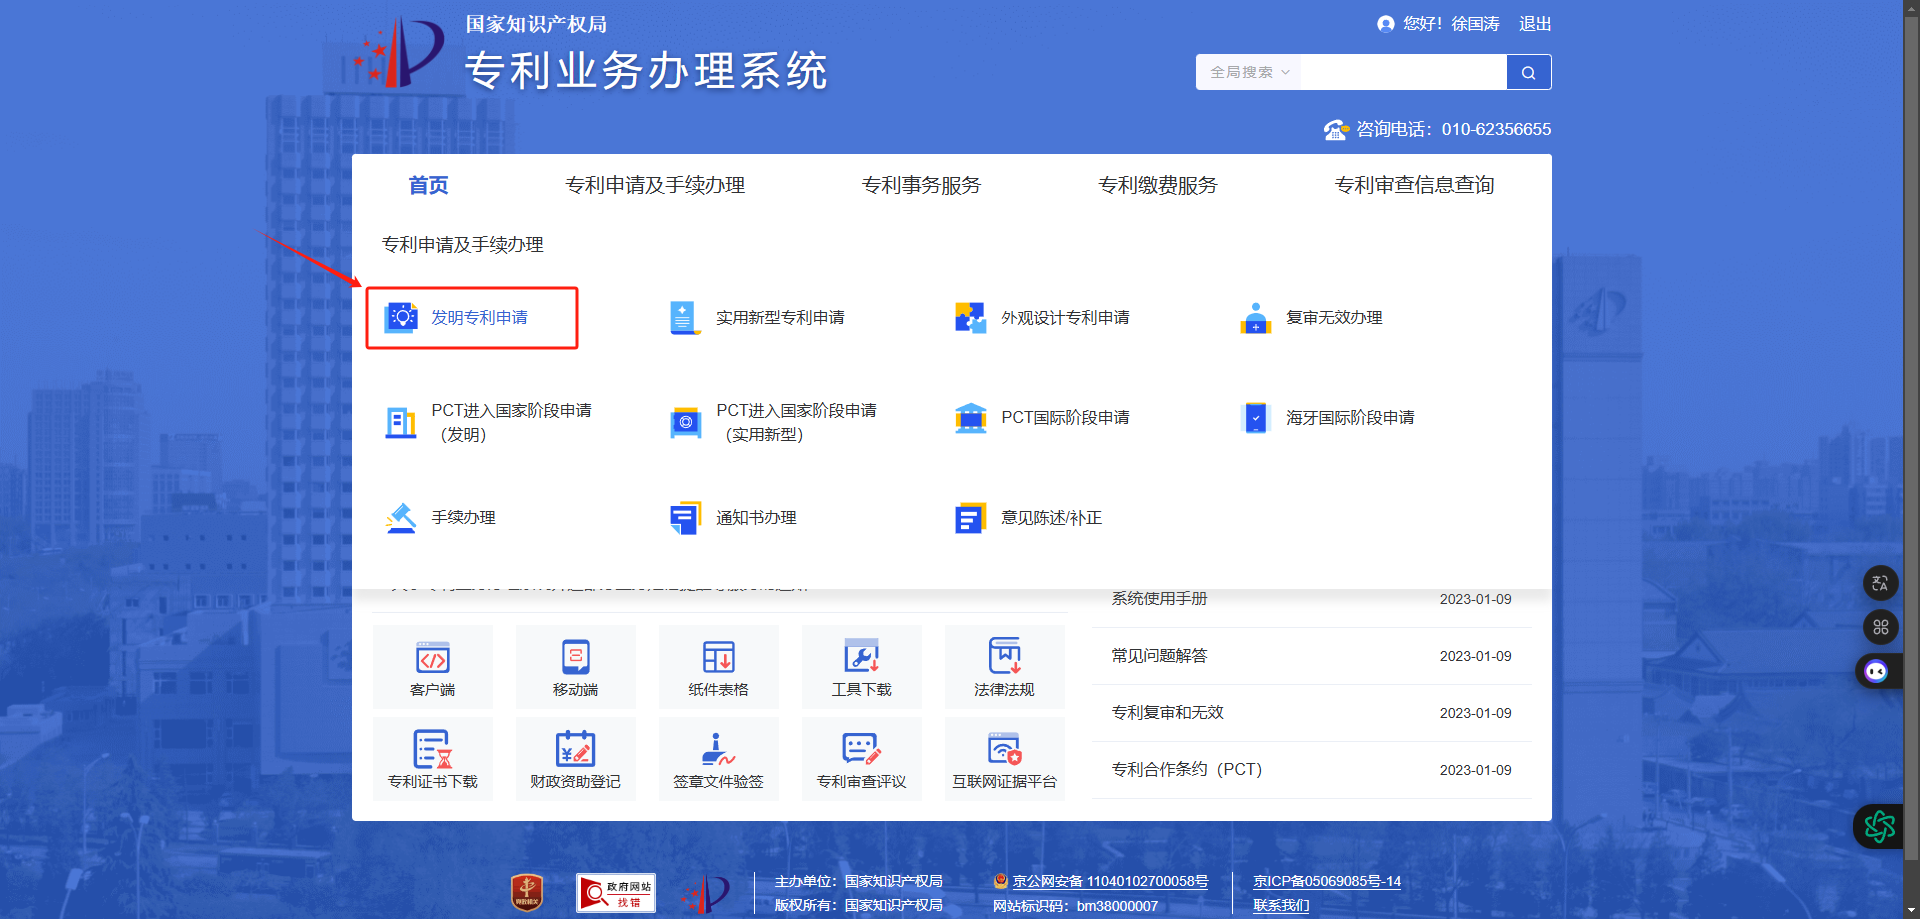 国家知识产权局
专利业务办理系统
您好！徐国涛 退出
全局搜索
咨询电话：010-62356655
首页 专利申请及手续办理 专利事务服务 专利缴费服务 专利审查信息查询
专利申请及手续办理
发明专利申请 实用新型专利申请 外观设计专利申请 复审无效办理
PCT进入国家阶段申请
（发明）
PCT进入国家阶段申请
（实用新型）
PCT国际阶段申请 海牙国际阶段申请
手续办理 通知书办理 意见陈述/补正
系统使用手册 2023-01-09
常见问题解答 2023-01-09
专利复审和无效 2023-01-09
专利合作条约（PCT） 2023-01-09
客户端 移动端 纸件表格 工具下载 法律法规
专利证书下载 财政资助登记 签章文件验签 专利审查评议 互联网证据平台
政府网站
找错
主办单位：国家知识产权局 京公网安备 11040102700058号 京ICP备05069085号-14
版权所有：国家知识产权局 网站标识码：bm38000007 联系我们